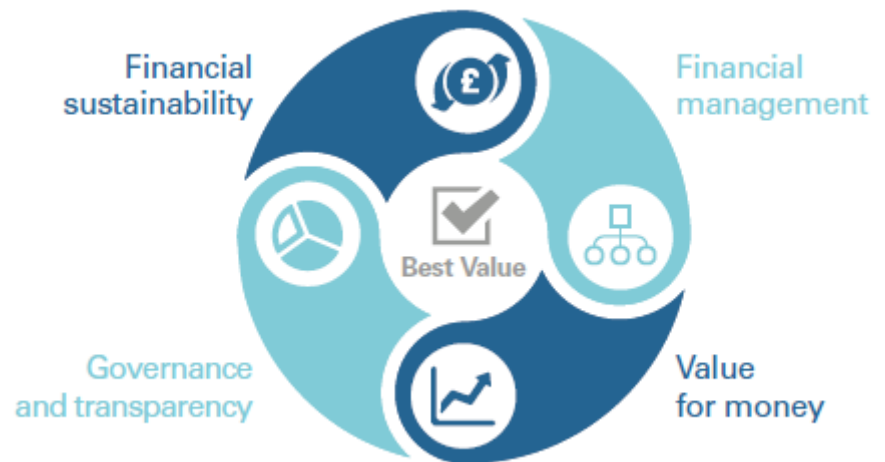 Financial
sustainability
£
Financial
management
Best Value
Governance
and transparency
Value
for money